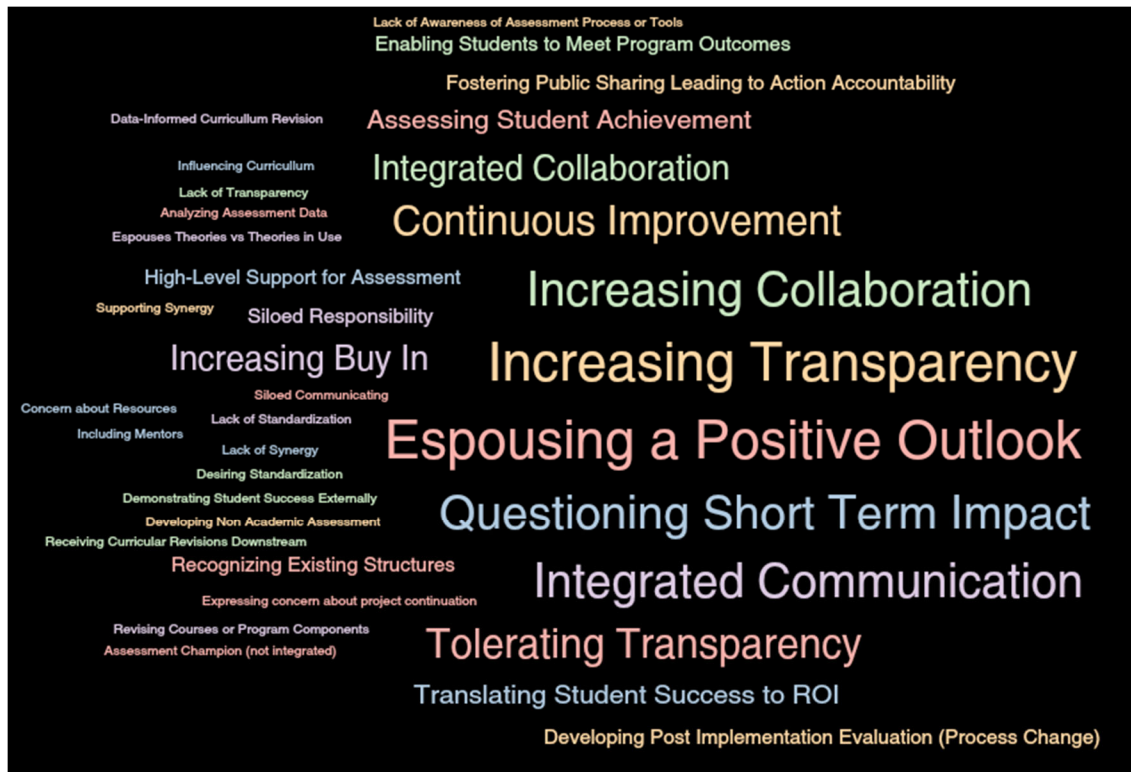 Lack of Awareness of Assessment Process or Tools
Enabling Students to Meet Program Outcomes
Fostering Public Sharing Leading to Action Accountability
Data-Informed Curricullum Revision
Assessing Student Achievement
Influencing Curricullum
Integrated Collaboration
Lack of Transparency
Analyzing Assessment Data
Continuous Improvement
Espouses Theories vs Theories in Use
High-Level Support for Assessment
Increasing Collaboration
Supporting Synergy
Siloed Responsibility
Increasing Buy In
Increasing Transparency
Siloed Communicating
Concern about Resources
Lack of Standardization
Including Mentors
Espousing a Positive Outlook
Lack of Synergy
Desiring Standardization
Demonstrating Student Success Externally
Questioning Short Term Impact
Developing Non Academic Assessment
Receiving Curricular Revisions Downstream
Recognizing Existing Structures
Integrated Communication
Expressing concern about project continuation
Revising Courses or Program Components
Tolerating Transparency
Assessment Champion (not integrated)
Translating Student Success to ROI
Developing Post Implementation Evaluation (Process Change)